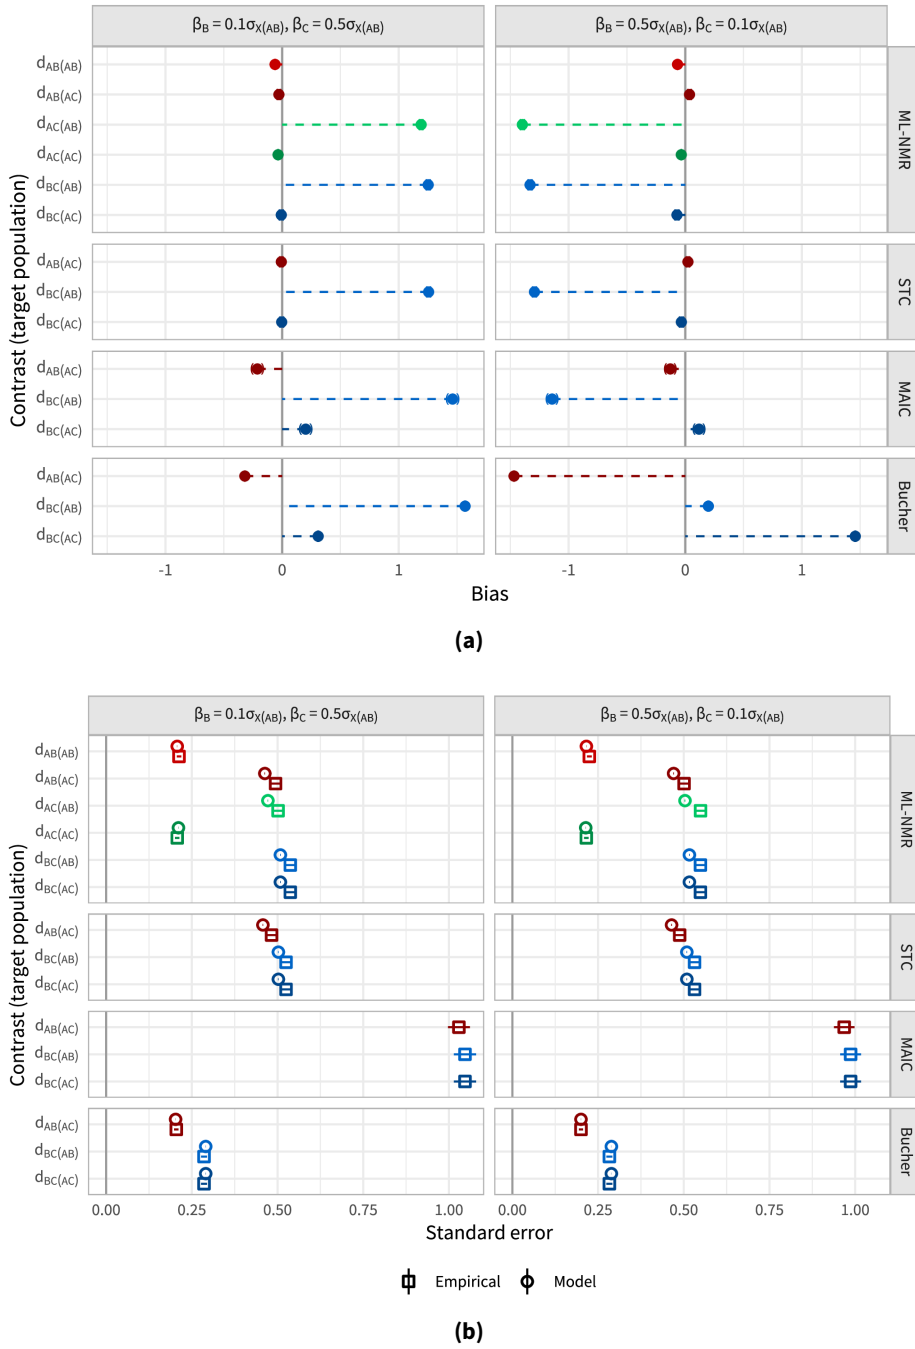 β_B = 0.1σ_X(AB), β_C = 0.5σ_X(AB)
β_B = 0.5σ_X(AB), β_C = 0.1σ_X(AB)
Contrast (target population)
d_AB(AB)
d_AB(AC)
d_AC(AB)
d_AC(AC)
d_BC(AB)
d_BC(AC)
ML-NMR
d_AB(AC)
d_BC(AB)
d_BC(AC)
STC
d_AB(AC)
d_BC(AB)
d_BC(AC)
MAIC
d_AB(AC)
d_BC(AB)
d_BC(AC)
Bucher
-1 0 1 -1 0 1
Bias
(a)
β_B = 0.1σ_X(AB), β_C = 0.5σ_X(AB)
β_B = 0.5σ_X(AB), β_C = 0.1σ_X(AB)
Contrast (target population)
d_AB(AB)
d_AB(AC)
d_AC(AB)
d_AC(AC)
d_BC(AB)
d_BC(AC)
ML-NMR
d_AB(AC)
d_BC(AB)
d_BC(AC)
STC
d_AB(AC)
d_BC(AB)
d_BC(AC)
MAIC
d_AB(AC)
d_BC(AB)
d_BC(AC)
Bucher
0.00 0.25 0.50 0.75 1.00 0.00 0.25 0.50 0.75 1.00
Standard error
Empirical Model
(b)